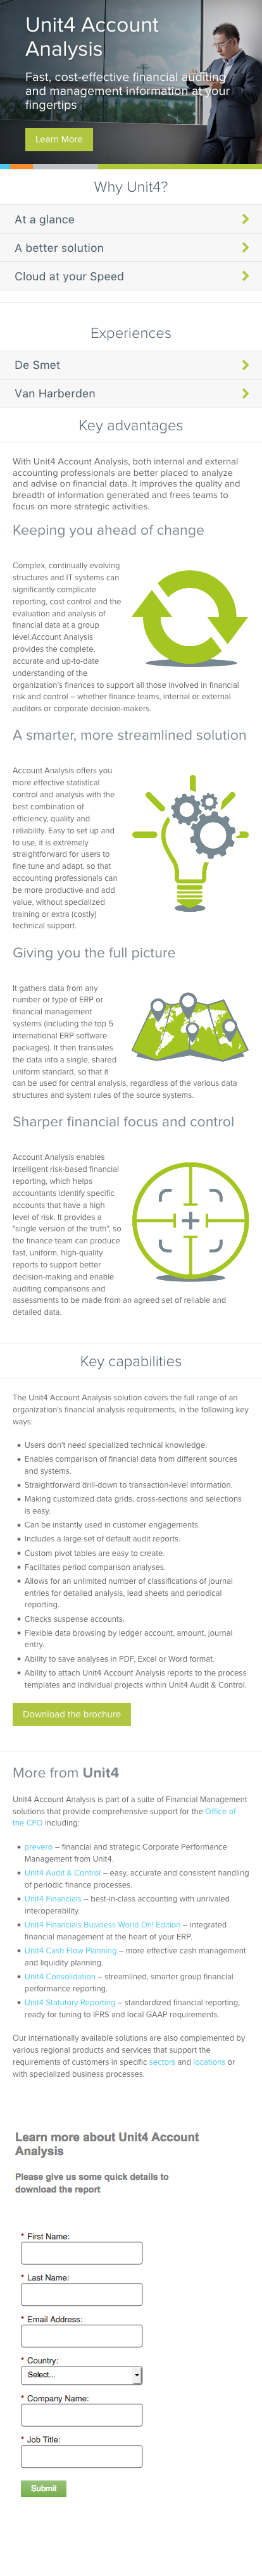 Unit4 Account
Analysis
Fast, cost-effective financial auditing
and management information at your
fingertips
Learn More
Why Unit4?
At a glance
A better solution
Cloud at your Speed
Experiences
De Smet
Van Harberden
Key advantages
With Unit4 Account Analysis, both internal and external
accounting professionals are better placed to analyze
and advise on financial data. It improves the quality and
breadth of information generated and frees teams to
focus on more strategic activities.
Keeping you ahead of change
Complex, continually evolving
structures and IT systems can
significantly complicate
reporting, cost control and the
evaluation and analysis of
financial data at a group
level.Account Analysis
provides the complete,
accurate and up-to-date
understanding of the
organization's finances to support all those involved in financial
risk and control – whether finance teams, internal or external
auditors or corporate decision-makers.
A smarter, more streamlined solution
Account Analysis offers you
more effective statistical
control and analysis with the
best combination of
efficiency, quality and
reliability. Easy to set up and
to use, it is extremely
straightforward for users to
fine tune and adapt, so that
accounting professionals can
be more productive and add
value, without specialized
training or extra (costly)
technical support.
Giving you the full picture
It gathers data from any
number or type of ERP or
financial management
systems (including the top 5
international ERP software
packages). It then translates
the data into a single, shared
uniform standard, so that it
can be used for central analysis, regardless of the various data
structures and system rules of the source systems.
Sharper financial focus and control
Account Analysis enables
intelligent risk-based financial
reporting, which helps
accountants identify specific
accounts that have a high
level of risk. It provides a
"single version of the truth", so
the finance team can produce
fast, uniform, high-quality
reports to support better
decision-making and enable
auditing comparisons and
assessments to be made from an agreed set of reliable and
detailed data.
Key capabilities
The Unit4 Account Analysis solution covers the full range of an
organization's financial analysis requirements, in the following key
ways:
Users don't need specialized technical knowledge.
Enables comparison of financial data from different sources
and systems.
Straightforward drill-down to transaction-level information.
Making customized data grids, cross-sections and selections
is easy.
Can be instantly used in customer engagements.
Includes a large set of default audit reports.
Custom pivot tables are easy to create.
Facilitates period comparison analyses.
Allows for an unlimited number of classifications of journal
entries for detailed analysis, lead sheets and periodical
reporting.
Checks suspense accounts.
Flexible data browsing by ledger account, amount, journal
entry.
Ability to save analyses in PDF, Excel or Word format.
Ability to attach Unit4 Account Analysis reports to the process
templates and individual projects within Unit4 Audit & Control.
Download the brochure
More from Unit4
Unit4 Account Analysis is a part of a suite of Financial Management
solutions that provide comprehensive support for the Office of
the CFO including:
prevero – financial and strategic Corporate Performance
Management from Unit4.
Unit4 Audit & Control – easy, accurate and consistent handling
of periodic finance processes.
Unit4 Financials – best-in-class accounting with unrivaled
interoperability.
Unit4 Financials Business World On! Edition – integrated
financial management at the heart of your ERP.
Unit4 Cash Flow Planning – more effective cash management
and liquidity planning.
Unit4 Consolidation – streamlined, smarter group financial
performance reporting.
Unit4 Statutory Reporting – standardized financial reporting,
ready for tuning to IFRS and local GAAP requirements.
Our internationally available solutions are also complemented by
various regional products and services that support the
requirements of customers in specific sectors and locations or
with specialized business processes.
Learn more about Unit4 Account
Analysis
Please give us some quick details to
download the report
* First Name:
* Last Name:
* Email Address:
* Country:
Select...
* Company Name:
* Job Title:
Submit